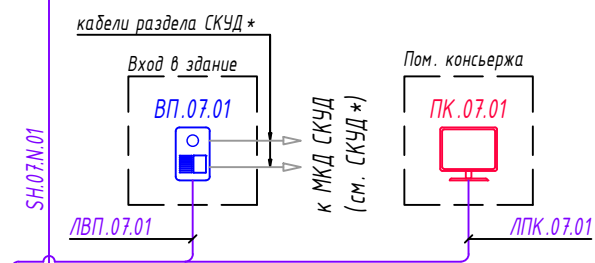 кабели раздела СКУД*
Вход в здание
ВП.07.01
Пом. консьержа
ПК.07.01
к МКД СКУД
(см. СКУД*)
SH.07.N.01
ЛВП.07.01
ЛПК.07.01